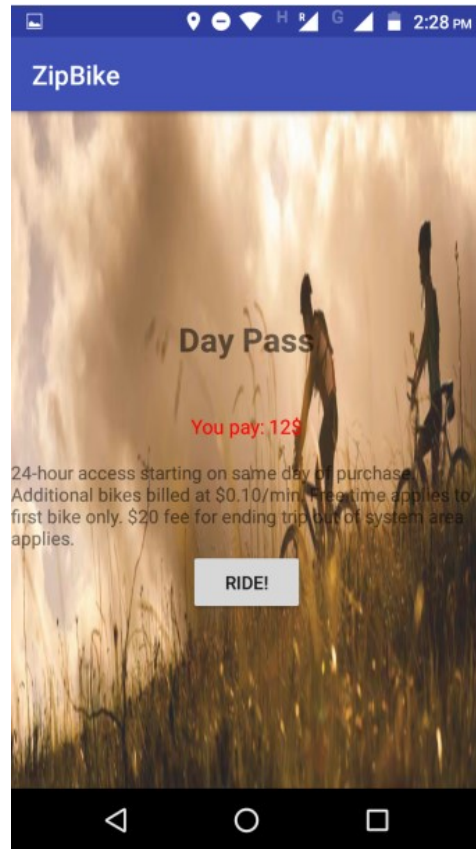 H R G 2:28 PM
ZipBike
Day Pass
You pay: 12$
24-hour access starting on same day of purchase.
Additional bikes billed at $0.10/min. Free time applies to
first bike only. $20 fee for ending trip out of system area
applies.
RIDE!